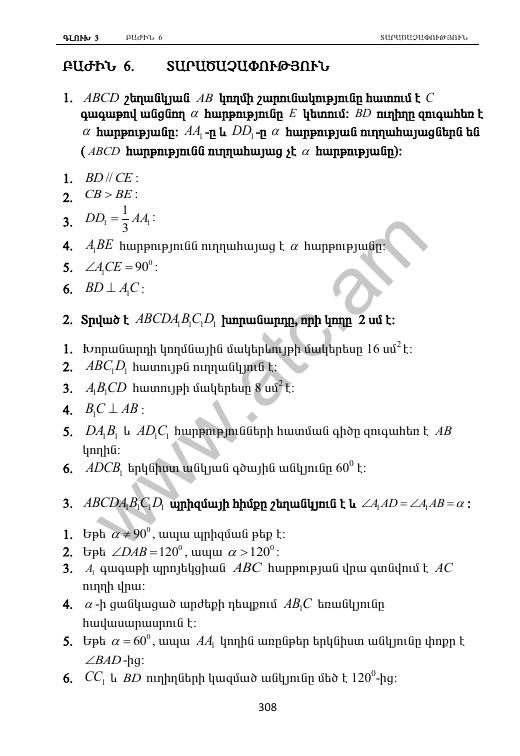 ԳԼՈՒԽ 3 ԲԱԺԻՆ 6 ՏԱՐԱԾԱՉԱՓՈՒԹՅՈՒՆ
ԲԱԺԻՆ 6. ՏԱՐԱԾԱՉԱՓՈՒԹՅՈՒՆ
1. ABCD շեղանկյան AB կողմի շարունակությունը հատում է C
գագաթով անցնող α հարթությունը E կետում: BD ուղիղը զուգահեռ է
α հարթությանը: AA₁-ը և DD₁-ը α հարթության ուղղահայացներն են
(ABCD հարթությունն ուղղահայաց չէ α հարթությանը):
1. BD // CE :
2. CB > BE :
3. DD₁ = 1/3 AA₁:
4. A₁BE հարթությունն ուղղահայաց է α հարթությանը:
5. ∠A₁CE = 90⁰ :
6. BD ⊥ A₁C :
2. Տրված է ABCDA₁B₁C₁D₁ խորանարդը, որի կողը 2 սմ է:
1. Խորանարդի կողմնային մակերևույթի մակերեսը 16 սմ² է:
2. ABC₁D₁ հատույթն ուղղանկյուն է:
3. A₁B₁CD հատույթի մակերեսը 8 սմ² է:
4. B₁C ⊥ AB :
5. DA₁B₁ և AD₁C₁ հարթությունների հատման գիծը զուգահեռ է AB
կողին:
6. ADCB₁ երկնիստ անկյան գծային անկյունը 60⁰ է:
3. ABCDA₁B₁C₁D₁ պրիզմայի հիմքը շեղանկյուն է և ∠A₁AD = ∠A₁AB = α :
1. Եթե α ≠ 90⁰, ապա պրիզման թեք է:
2. Եթե ∠DAB = 120⁰, ապա α > 120⁰ :
3. A₁ գագաթի պրոյեկցիան ABC հարթության վրա գտնվում է AC
ուղղի վրա:
4. α-ի ցանկացած արժեքի դեպքում AB₁C եռանկյունը
հավասարասրուն է:
5. Եթե α = 60⁰, ապա AA₁ կողին առընթեր երկնիստ անկյունը փոքր է
∠BAD-ից:
6. CC₁ և BD ուղիղների կազմած անկյունը մեծ է 120⁰-ից:
308
www.atc.am